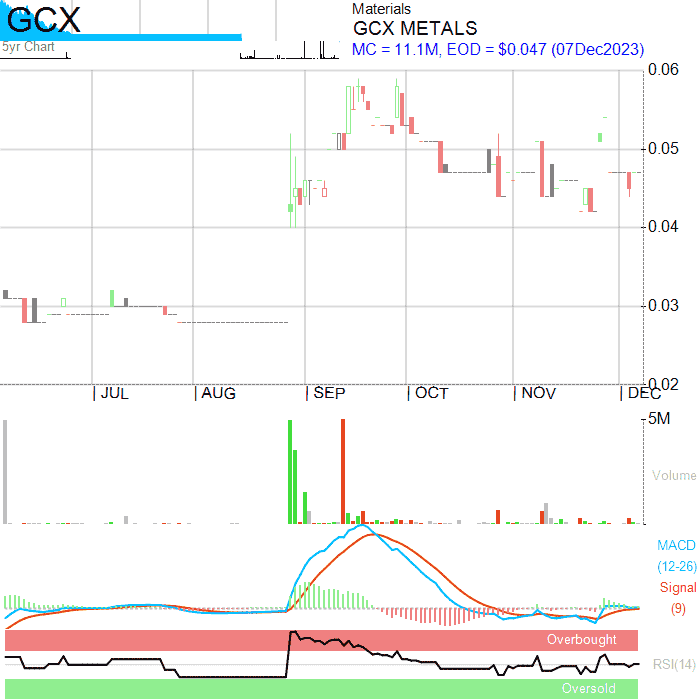 GCX
5yr Chart
Materials
GCX METALS
MC = 11.1M, EOD = $0.047 (07Dec2023)
0.06
0.05
0.04
0.03
0.02
JUL
AUG
SEP
OCT
NOV
DEC
5M
Volume
MACD
(12-26)
Signal
(9)
Overbought
RSI(14)
Oversold